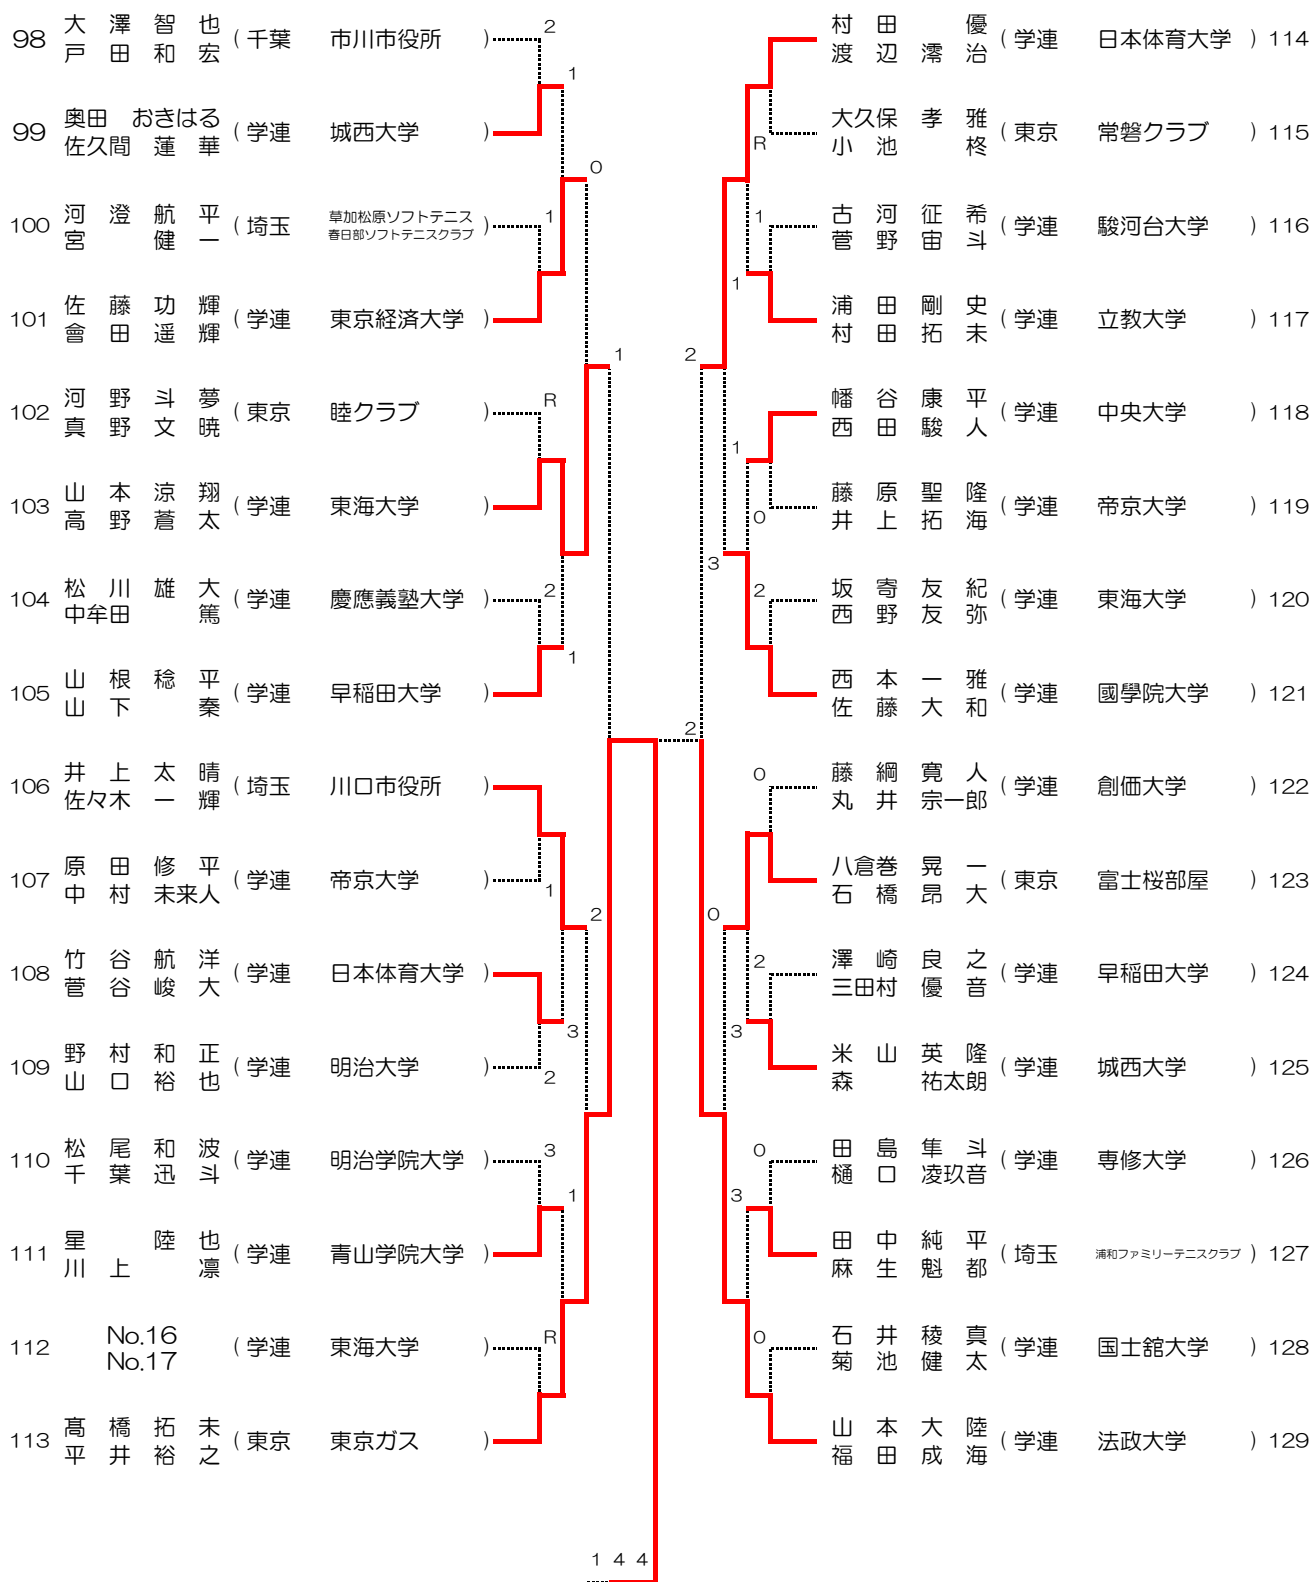 98 大澤智也 (千葉 市川市役所 ) 2
戸田和宏
1
99 奥田 おきはる (学連 城西大学 )
佐久間蓮華
0
100 河澄航平 (埼玉 草加松原ソフトテニス ) 1
宮健一 春日部ソフトテニスクラブ
101 佐藤功輝 (学連 東京経済大学 )
會田遥輝
1
102 河野斗夢 (東京 睦クラブ ) R
真野文暁
103 山本涼翔 (学連 東海大学 )
高野蒼太
104 松川雄大 (学連 慶應義塾大学 ) 2
中牟田篤
1
105 山根稔平 (学連 早稲田大学 )
山下秦
106 井上太晴 (埼玉 川口市役所 )
佐々木一輝
107 原田修平 (学連 帝京大学 ) 1
中村未来人
2
108 竹谷航洋 (学連 日本体育大学 )
菅谷峻大
3
109 野村和正 (学連 明治大学 ) 2
山口裕也
110 松尾和波 (学連 明治学院大学 ) 3
千葉迅斗
1
111 星陸也 (学連 青山学院大学 )
川上凛
112 No.16 (学連 東海大学 ) R
No.17
113 髙橋拓未 (東京 東京ガス )
平井裕之
村田優 (学連 日本体育大学 ) 114
渡辺澪治
大久保孝雅 (東京 常磐クラブ ) 115
小池柊
R
1 古河征希 (学連 駿河台大学 ) 116
菅野宙斗
1
浦田剛史 (学連 立教大学 ) 117
村田拓未
2
幡谷康平 (学連 中央大学 ) 118
西田駿人
1
0 藤原聖隆 (学連 帝京大学 ) 119
井上拓海
3
2 坂寄友紀 (学連 東海大学 ) 120
西野友弥
西本一雅 (学連 國學院大学 ) 121
佐藤大和
2
0 藤綱寛人 (学連 創価大学 ) 122
丸井宗一郎
八倉巻晃一 (東京 富士桜部屋 ) 123
石橋昂大
0
2 澤崎良之 (学連 早稲田大学 ) 124
三田村優音
3
米山英隆 (学連 城西大学 ) 125
森祐太朗
0 田島隼斗 (学連 専修大学 ) 126
樋口凌玖音
3
田中純平 (埼玉 浦和ファミリーテニスクラブ ) 127
麻生魁都
0 石井稜真 (学連 国士舘大学 ) 128
菊池健太
山本大陸 (学連 法政大学 ) 129
福田成海
1 4 4